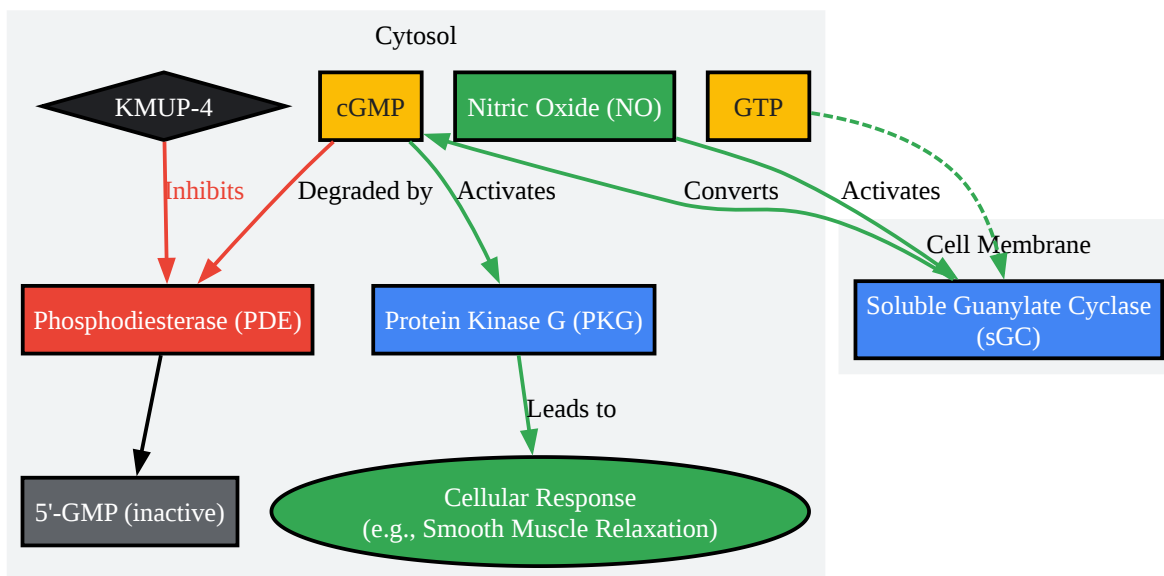 Cytosol
KMUP-4
cGMP
Nitric Oxide (NO)
GTP
Inhibits
Degraded by
Activates
Converts
Activates
Cell Membrane
Phosphodiesterase (PDE)
Protein Kinase G (PKG)
Soluble Guanylate Cyclase
(sGC)
Leads to
5'-GMP (inactive)
Cellular Response
(e.g., Smooth Muscle Relaxation)